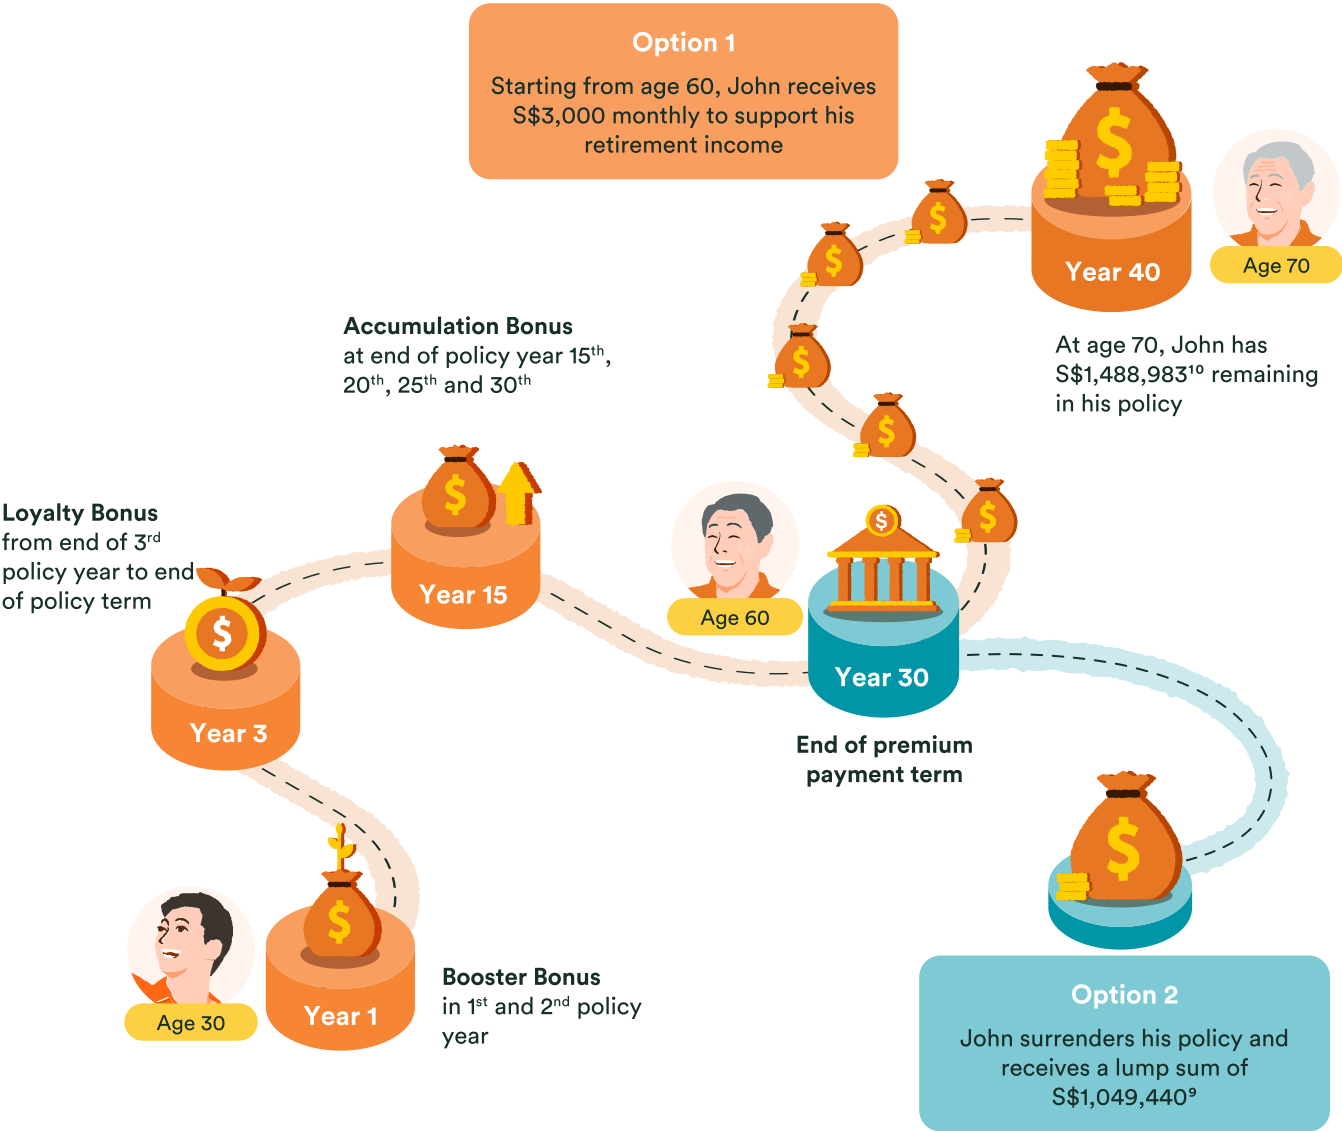 Option 1
Starting from age 60, John receives
S$3,000 monthly to support his
retirement income
$
Year 40
Age 70
At age 70, John has
S$1,488,983¹⁰ remaining
in his policy
$
$
$
$
$
Accumulation Bonus
at end of policy year 15ᵗʰ,
20ᵗʰ, 25ᵗʰ and 30ᵗʰ
$
Year 15
Loyalty Bonus
from end of 3ʳᵈ
policy year to end
of policy term
$
Year 3
Age 60
$
Year 30
End of premium
payment term
$
Year 1
Age 30
Booster Bonus
in 1ˢᵗ and 2ⁿᵈ policy
year
$
Option 2
John surrenders his policy and
receives a lump sum of
S$1,049,440⁹